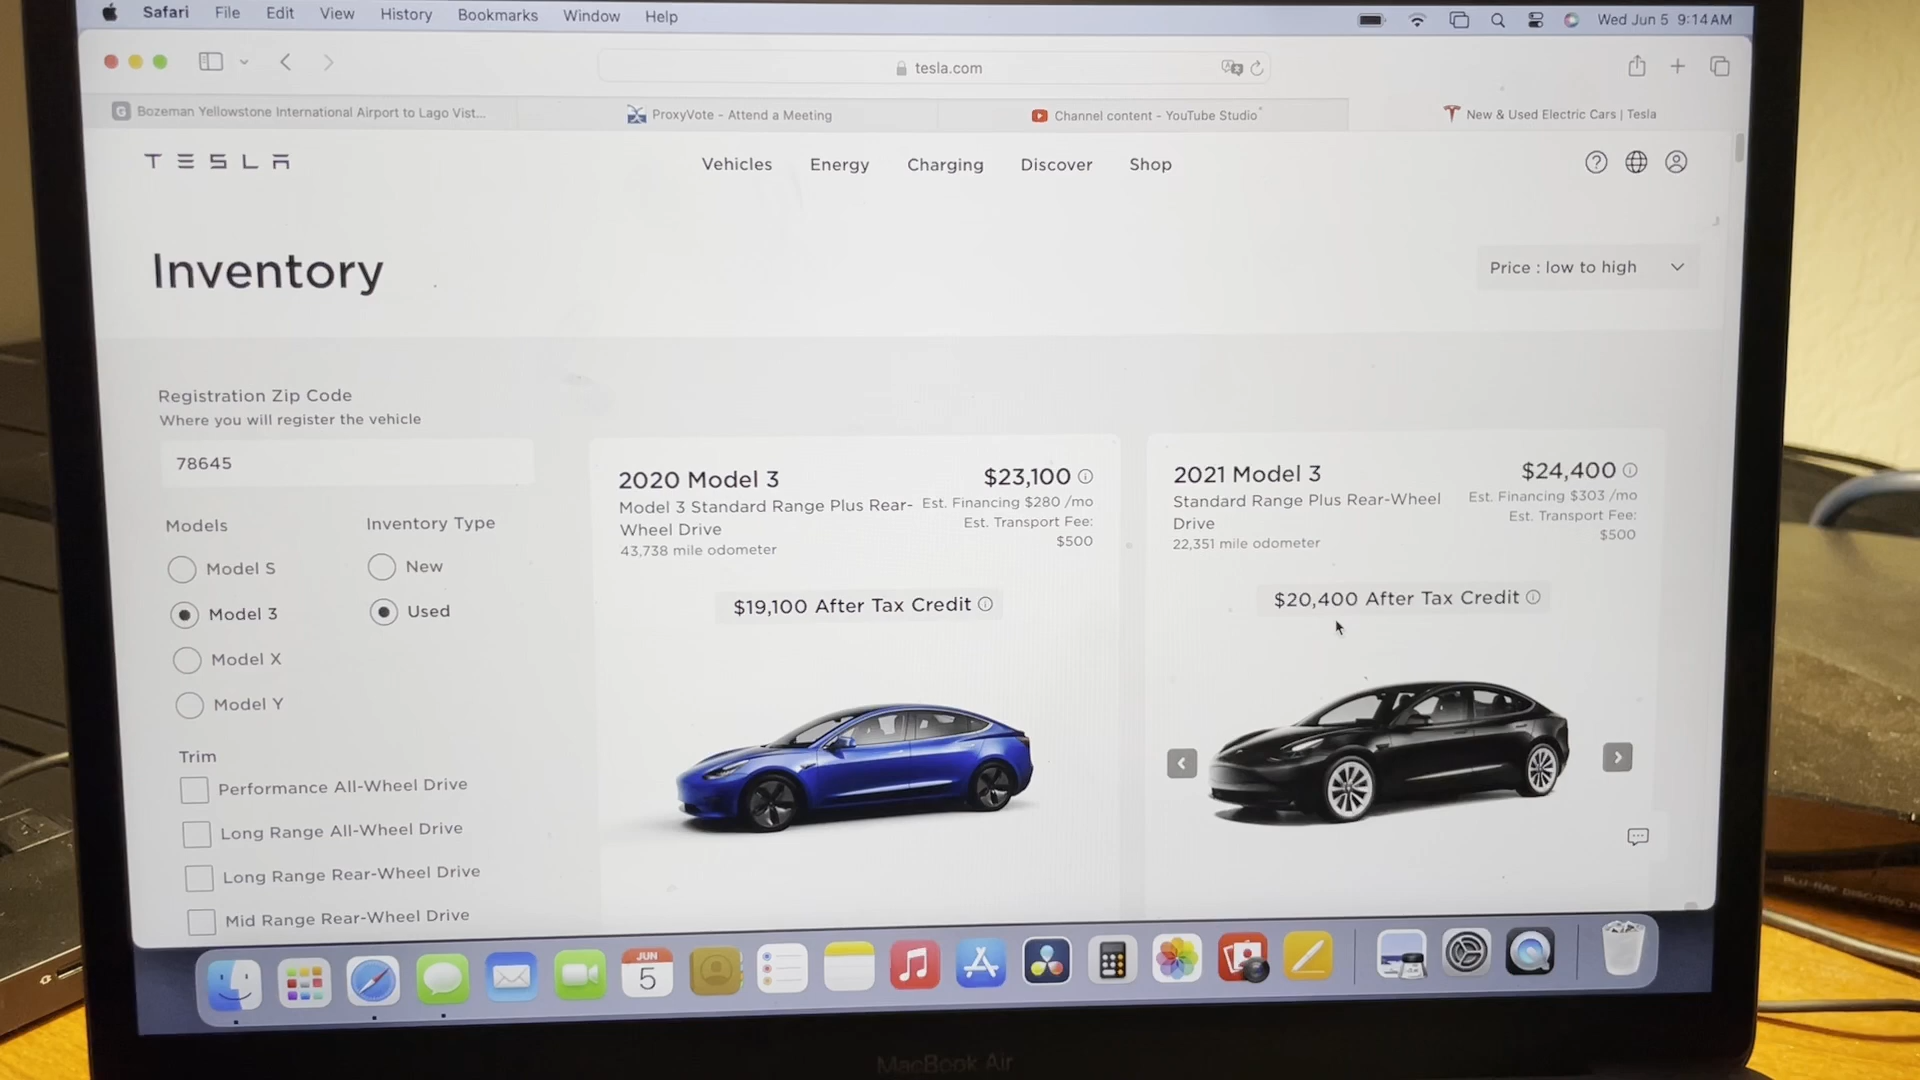 Safari File Edit View History Bookmarks Window Help
Wed Jun 5 9:14 AM
tesla.com
Bozeman Yellowstone International Airport to Lago Vist...
ProxyVote - Attend a Meeting
Channel content - YouTube Studio
New & Used Electric Cars | Tesla
TESLA
Vehicles Energy Charging Discover Shop
Inventory
Price : low to high
Registration Zip Code
Where you will register the vehicle
78645
Models
Model S
Model 3
Model X
Model Y
Inventory Type
New
Used
Trim
Performance All-Wheel Drive
Long Range All-Wheel Drive
Long Range Rear-Wheel Drive
Mid Range Rear-Wheel Drive
2020 Model 3
$23,100
Model 3 Standard Range Plus Rear-
Wheel Drive
43,738 mile odometer
Est. Financing $280 /mo
Est. Transport Fee:
$500
$19,100 After Tax Credit
2021 Model 3
$24,400
Standard Range Plus Rear-Wheel
Drive
22,351 mile odometer
Est. Financing $303 /mo
Est. Transport Fee:
$500
$20,400 After Tax Credit
JUN
5
MacBook Air